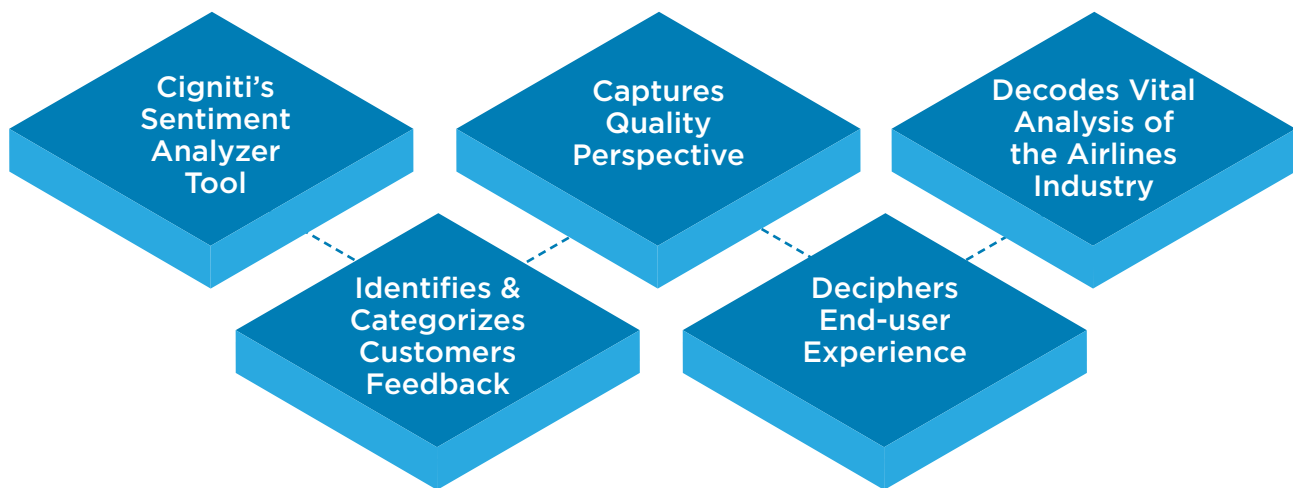 Cigniti's
Sentiment
Analyzer
Tool
Identifies &
Categorizes
Customers
Feedback
Captures
Quality
Perspective
Deciphers
End-user
Experience
Decodes Vital
Analysis of
the Airlines
Industry